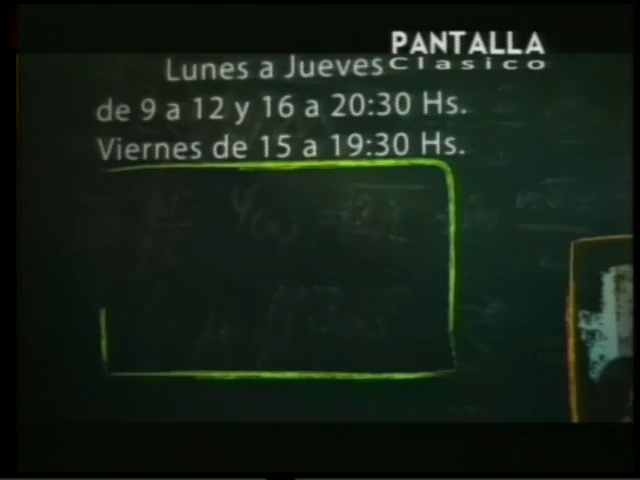 PANTALLA
Clasico
Lunes a Jueves
de 9 a 12 y 16 a 20:30 Hs.
Viernes de 15 a 19:30 Hs.